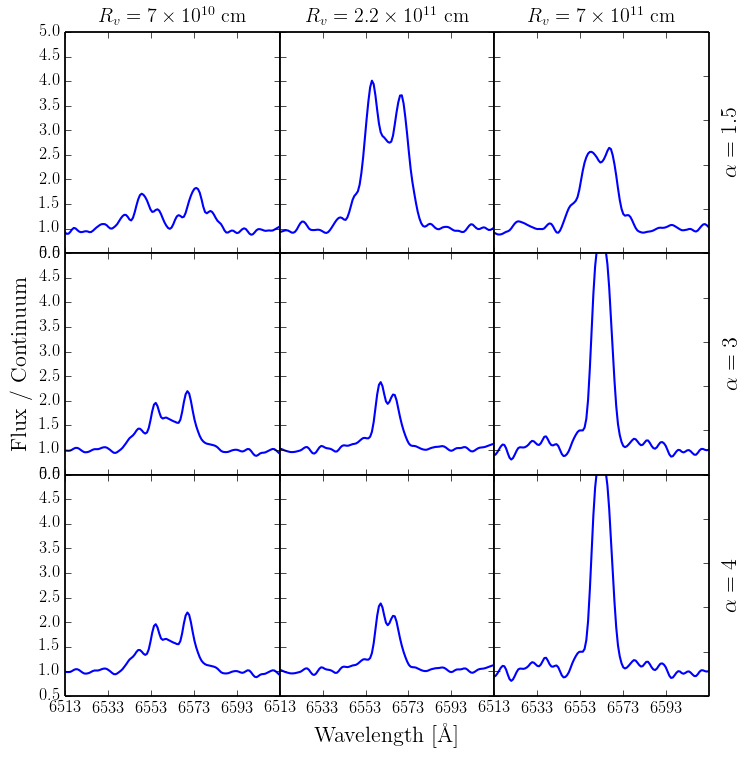 R_v = 7 × 10^10 cm
R_v = 2.2 × 10^11 cm
R_v = 7 × 10^11 cm
5.0
4.5
4.0
3.5
3.0
2.5
2.0
1.5
1.0
α = 1.5
4.5
4.0
3.5
3.0
2.5
2.0
1.5
1.0
α = 3
4.5
4.0
3.5
3.0
2.5
2.0
1.5
1.0
0.5
α = 4
Flux / Continuum
6513 6533 6553 6573 6593 6513 6533 6553 6573 6593 6513 6533 6553 6573 6593
Wavelength [Å]